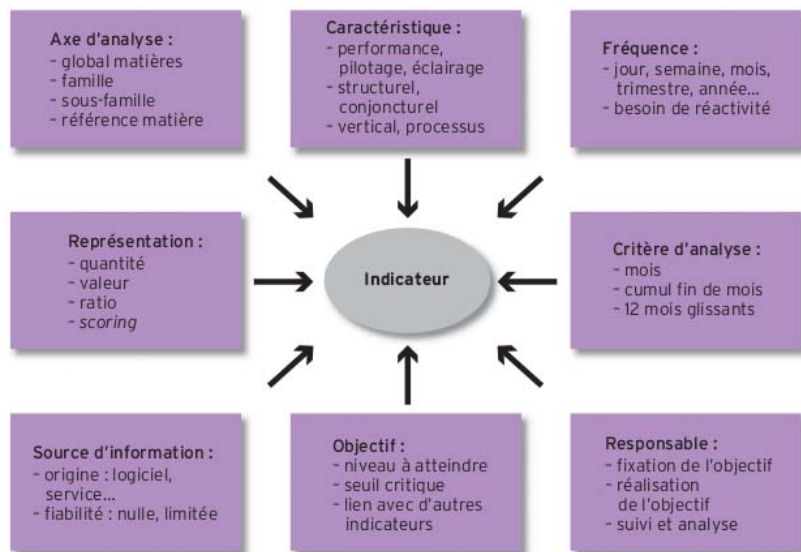 Axe d'analyse :
- global matières
- famille
- sous-famille
- référence matière
Caractéristique :
- performance,
pilotage, éclairage
- structurel,
conjoncturel
- vertical, processus
Fréquence :
- jour, semaine, mois,
trimestre, année...
- besoin de réactivité
Représentation :
- quantité
- valeur
- ratio
- scoring
Indicateur
Critère d'analyse :
- mois
- cumul fin de mois
- 12 mois glissants
Source d'information :
- origine : logiciel,
service...
- fiabilité : nulle, limitée
Objectif :
- niveau à atteindre
- seuil critique
- lien avec d'autres
indicateurs
Responsable :
- fixation de l'objectif
- réalisation
de l'objectif
- suivi et analyse